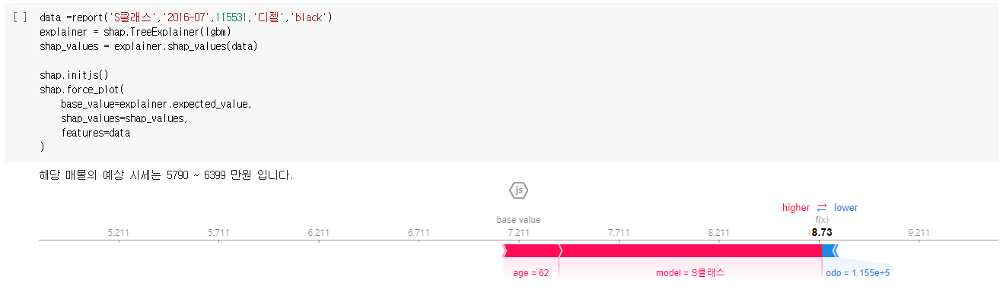 [ ] data =report('S클래스','2016-07',115531,'디젤','black')
explainer = shap.TreeExplainer(lgbm)
shap_values = explainer.shap_values(data)
shap.initjs()
shap.force_plot(
    base_value=explainer.expected_value,
    shap_values=shap_values,
    features=data
)
해당 매물의 예상 시세는 5790 ~ 6399 만원 입니다.
js
higher lower
base value f(x)
5.211 5.711 6.211 6.711 7.211 7.711 8.211 8.73 9.211
age = 62 model = S클래스 odo = 1.155e+5